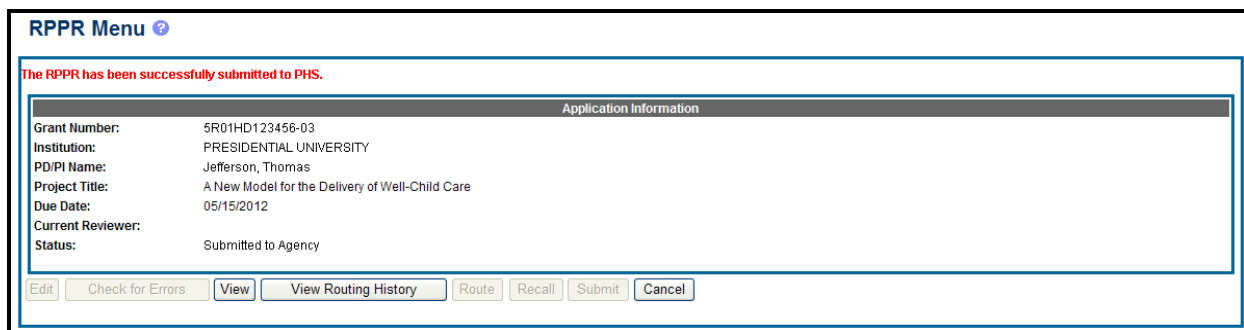 RPPR Menu ?
The RPPR has been successfully submitted to PHS.
Application Information
Grant Number: 5R01HD123456-03
Institution: PRESIDENTIAL UNIVERSITY
PD/PI Name: Jefferson, Thomas
Project Title: A New Model for the Delivery of Well-Child Care
Due Date: 05/15/2012
Current Reviewer:
Status: Submitted to Agency
Edit Check for Errors View View Routing History Route Recall Submit Cancel